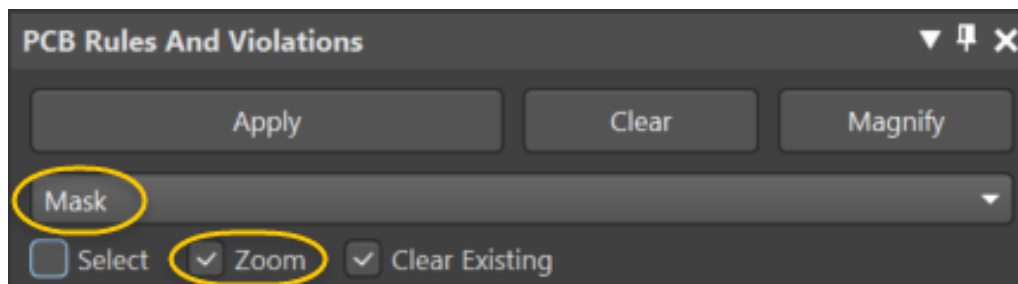 PCB Rules And Violations
Apply Clear Magnify
Mask
Select Zoom Clear Existing